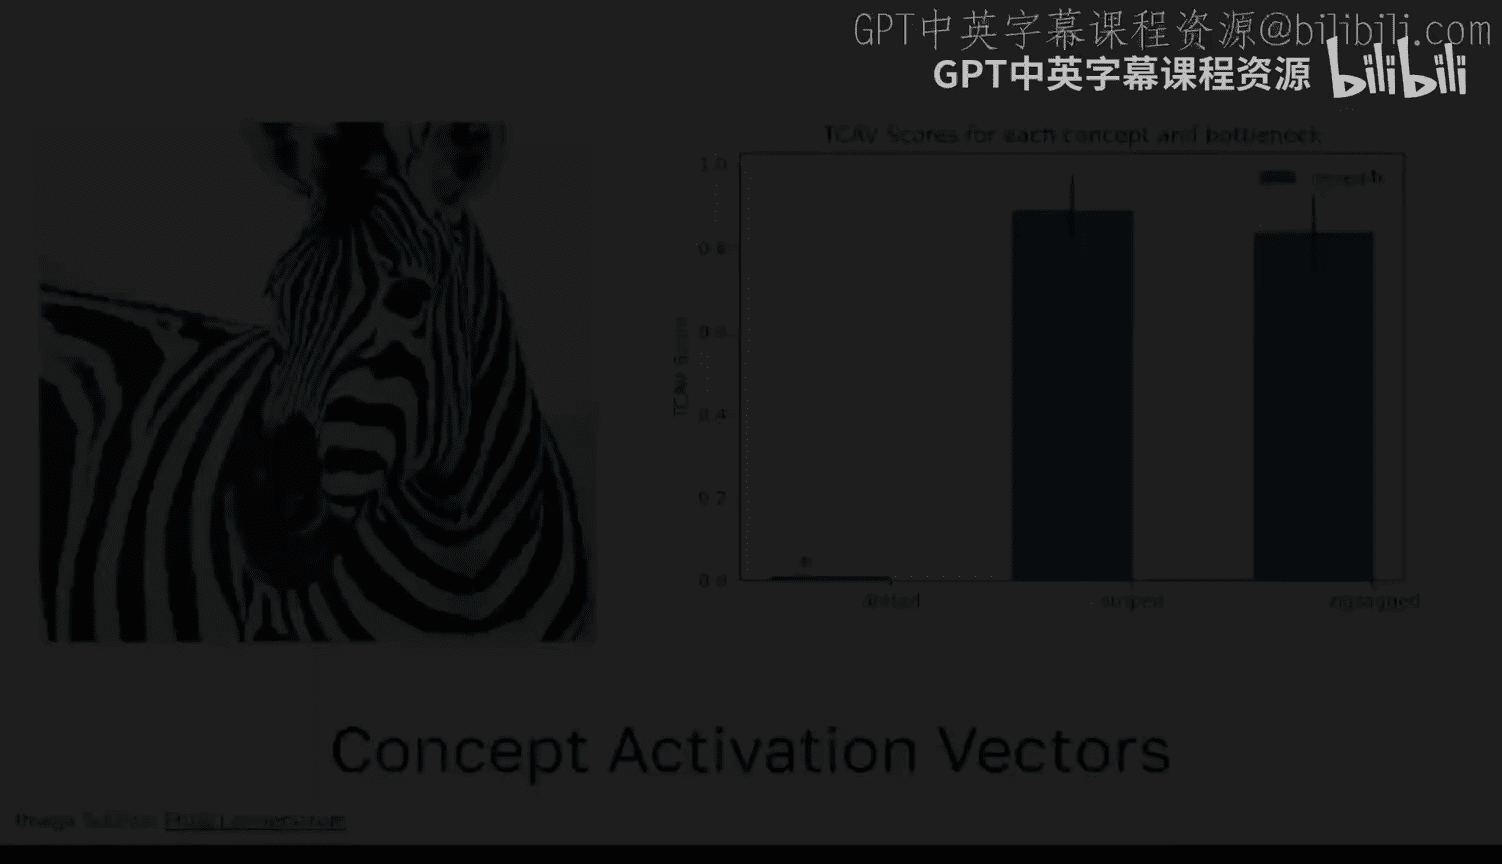 GPT中英字幕课程资源@bilibili.com
GPT中英字幕课程资源 bilibili
TCAV Scores for each concept and bottleneck
1.0
0.8
0.6
TCAV Score
0.4
0.2
0.0
dotted
striped
zigzagged
Concept Activation Vectors
Image Source: